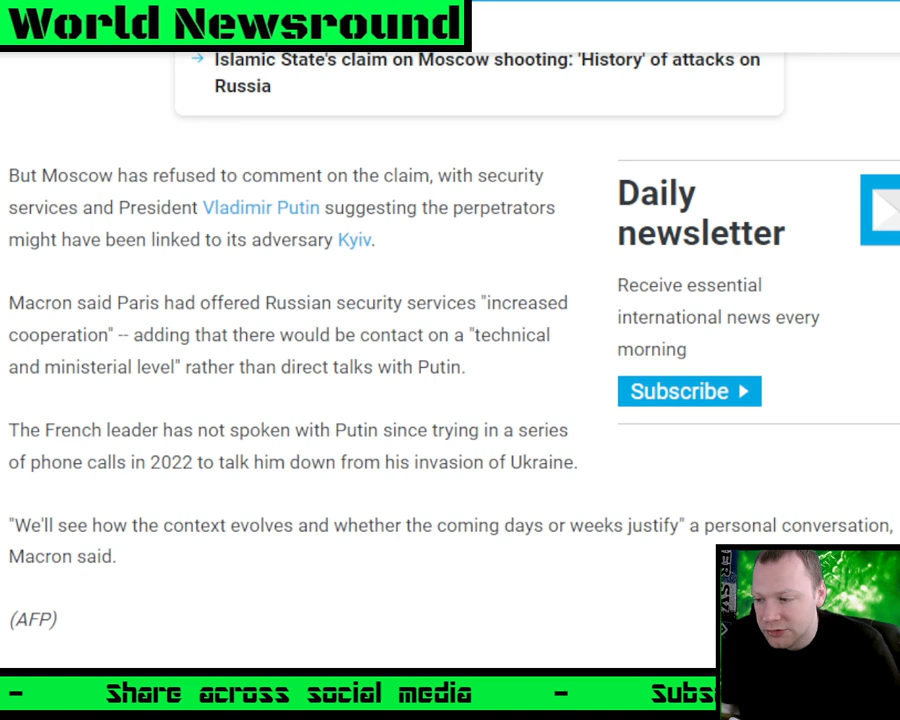 World Newsround
Islamic State's claim on Moscow shooting: 'History' of attacks on
Russia
But Moscow has refused to comment on the claim, with security
services and President Vladimir Putin suggesting the perpetrators
might have been linked to its adversary Kyiv.
Macron said Paris had offered Russian security services "increased
cooperation" -- adding that there would be contact on a "technical
and ministerial level" rather than direct talks with Putin.
The French leader has not spoken with Putin since trying in a series
of phone calls in 2022 to talk him down from his invasion of Ukraine.
"We'll see how the context evolves and whether the coming days or weeks justify" a personal conversation,
Macron said.
(AFP)
Daily
newsletter
Receive essential
international news every
morning
Subscribe
- Share across social media - Subs